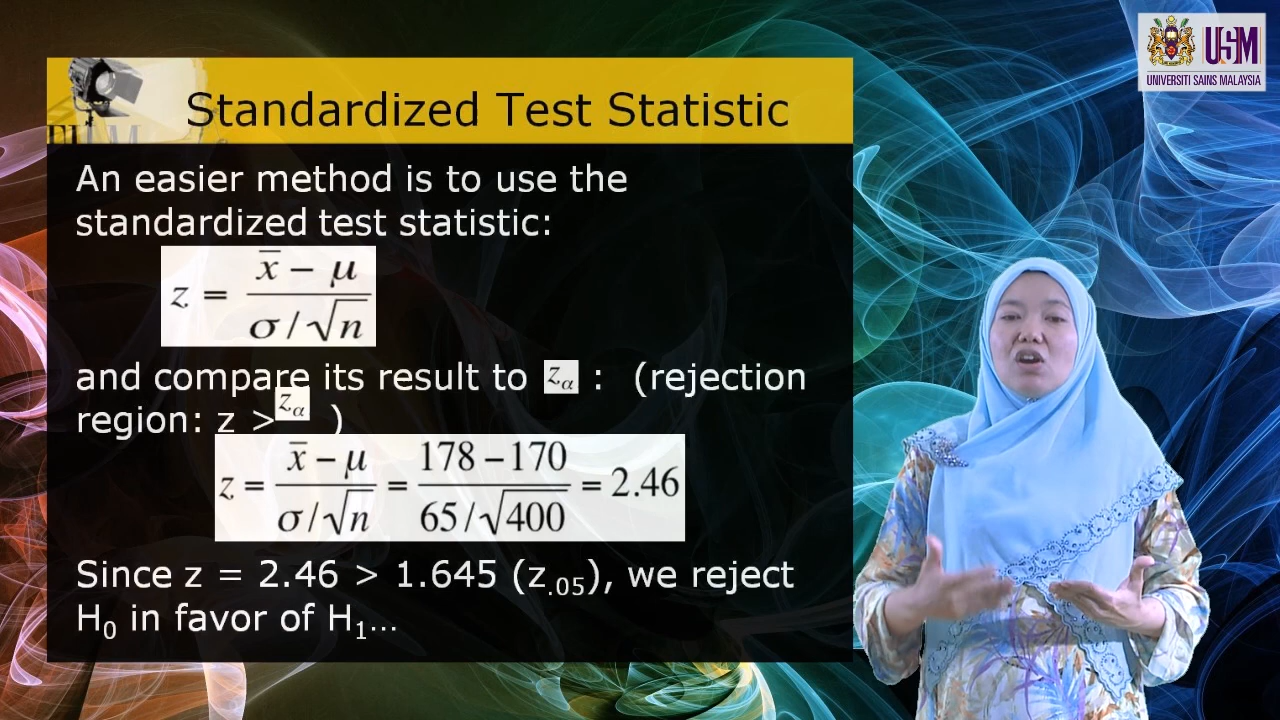 USM
UNIVERSITI SAINS MALAYSIA
Standardized Test Statistic
An easier method is to use the
standardized test statistic:
z = (x̄ − μ) / (σ/√n)
and compare its result to zα : (rejection
region: z > zα )
z = (x̄ − μ) / (σ/√n) = (178 − 170) / (65/√400) = 2.46
Since z = 2.46 > 1.645 (z.05), we reject
H0 in favor of H1…